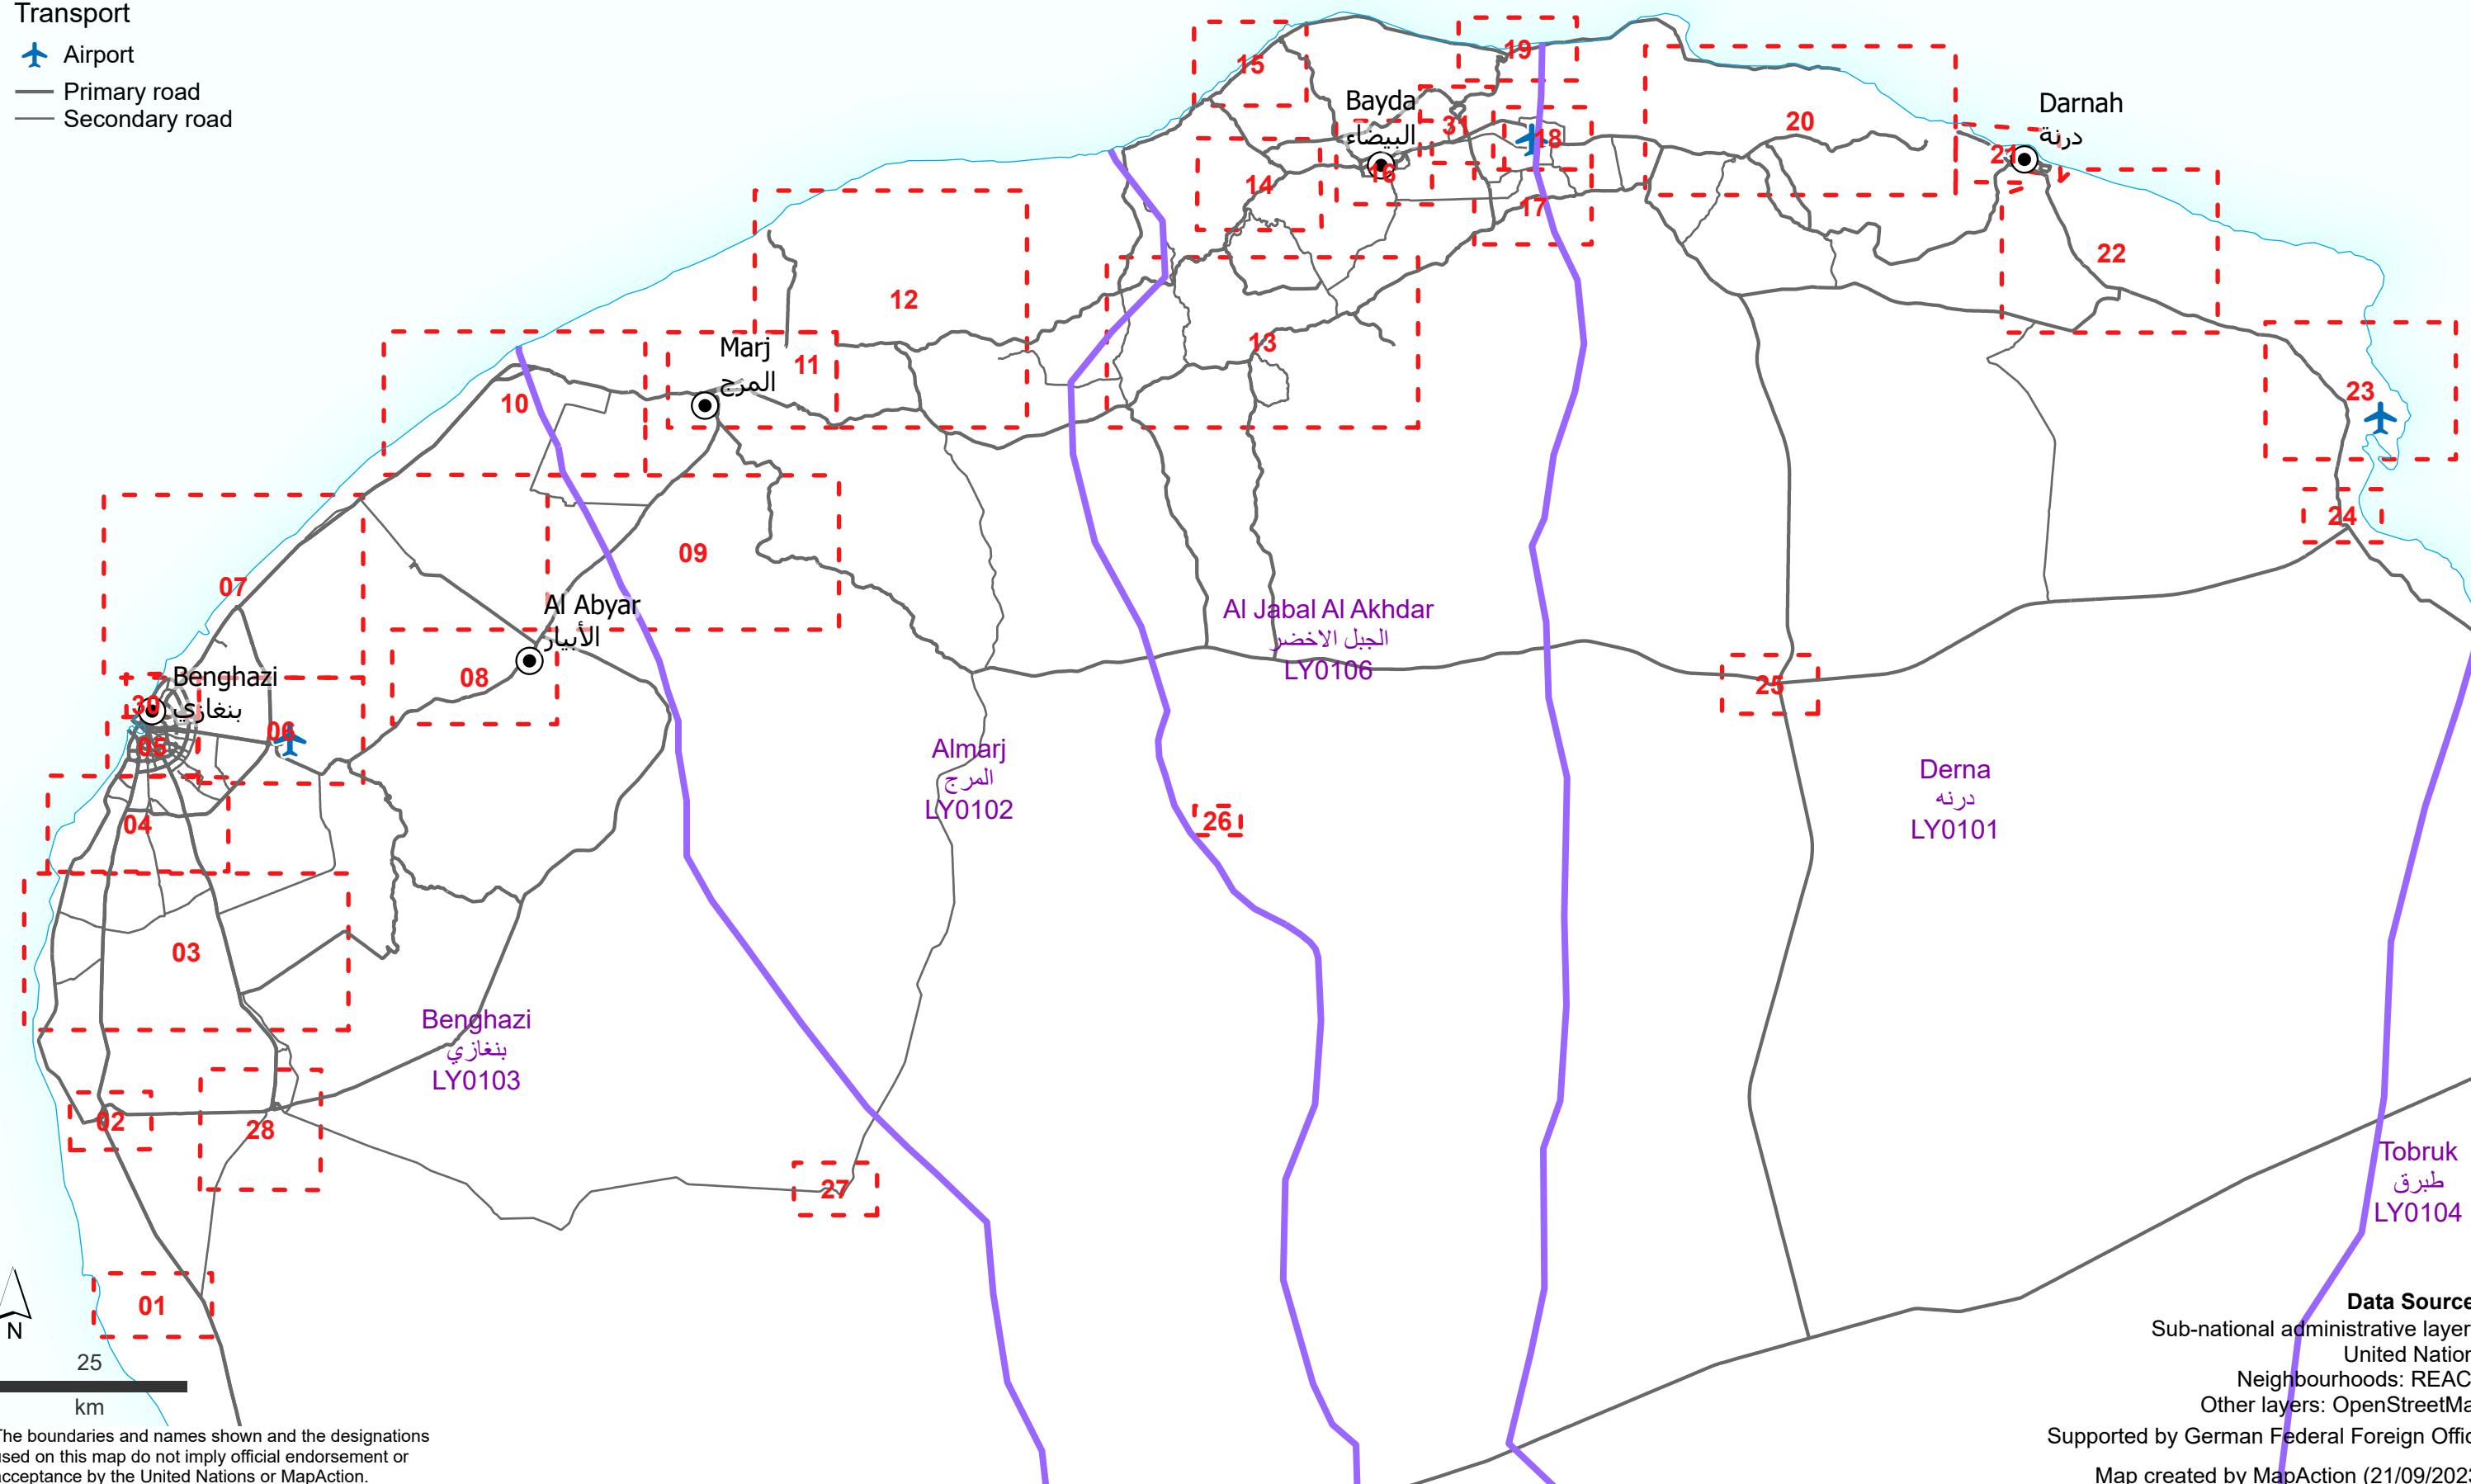 Transport
Airport
Primary road
Secondary road
15
19
Bayda
البيضاء
31
18
16
14
17
20
Darnah
درنة
21
22
12
13
Marj
المرج
11
10
23
24
09
07
Al Abyar
الأبيار
08
Benghazi
بنغازي
30
05
06
04
03
Al Jabal Al Akhdar
الجبل الاخضر
LY0106
25
26
Almarj
المرج
LY0102
Derna
درنه
LY0101
Benghazi
بنغازي
LY0103
02
28
27
01
Tobruk
طبرق
LY0104
N
25
km
The boundaries and names shown and the designations
used on this map do not imply official endorsement or
acceptance by the United Nations or MapAction.
Data Source
Sub-national administrative layer
United Nation
Neighbourhoods: REAC
Other layers: OpenStreetMa
Supported by German Federal Foreign Offic
Map created by MapAction (21/09/2023